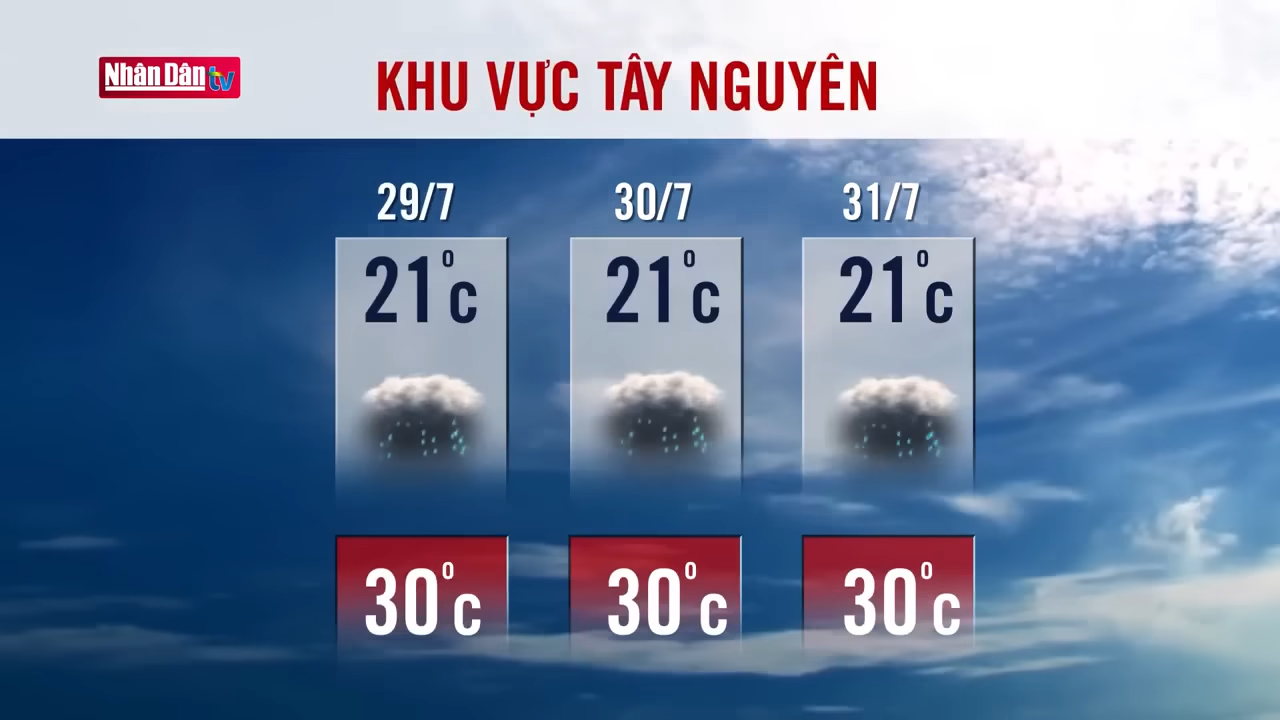 Nhân Dân tv
KHU VỰC TÂY NGUYÊN
29/7 30/7 31/7
21°C 21°C 21°C
30°C 30°C 30°C